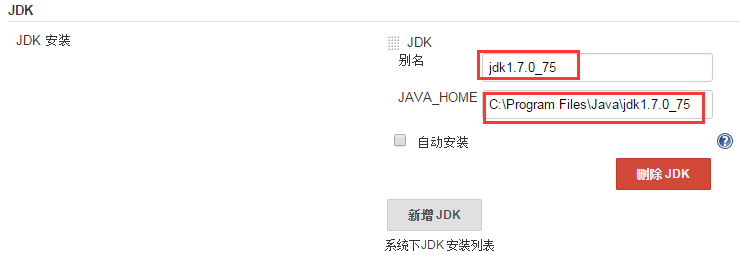 JDK
JDK 安装
JDK
别名
jdk1.7.0_75
JAVA_HOME
C:\Program Files\Java\jdk1.7.0_75
自动安装
?
删除 JDK
新增 JDK
系统下JDK 安装列表